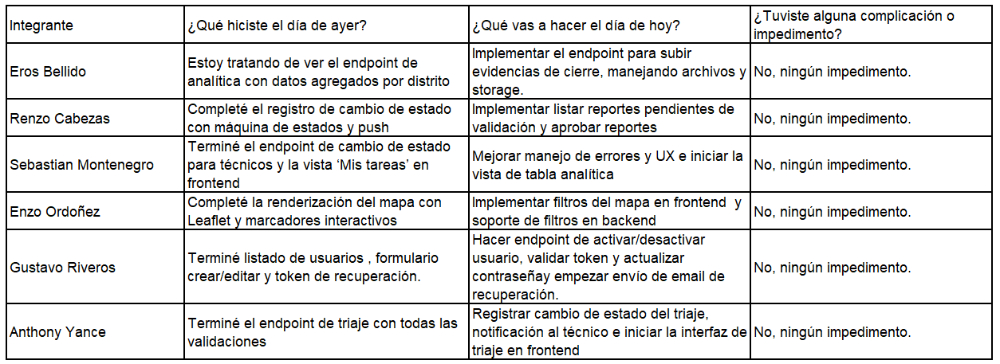 Integrante
¿Qué hiciste el día de ayer?
¿Qué vas a hacer el día de hoy?
¿Tuviste alguna complicación o
impedimento?
Eros Bellido
Estoy tratando de ver el endpoint de
analítica con datos agregados por distrito
Implementar el endpoint para subir
evidencias de cierre, manejando archivos y
storage.
No, ningún impedimento.
Renzo Cabezas
Completé el registro de cambio de estado
con máquina de estados y push
Implementar listar reportes pendientes de
validación y aprobar reportes
No, ningún impedimento.
Sebastian Montenegro
Terminé el endpoint de cambio de estado
para técnicos y la vista ‘Mis tareas’ en
frontend
Mejorar manejo de errores y UX e iniciar la
vista de tabla analítica
No, ningún impedimento.
Enzo Ordoñez
Completé la renderización del mapa con
Leaflet y marcadores interactivos
Implementar filtros del mapa en frontend y
soporte de filtros en backend
No, ningún impedimento.
Gustavo Riveros
Terminé listado de usuarios , formulario
crear/editar y token de recuperación.
Hacer endpoint de activar/desactivar
usuario, validar token y actualizar
contraseñay empezar envío de email de
recuperación.
No, ningún impedimento.
Anthony Yance
Terminé el endpoint de triaje con todas las
validaciones
Registrar cambio de estado del triaje,
notificación al técnico e iniciar la interfaz de
triaje en frontend
No, ningún impedimento.